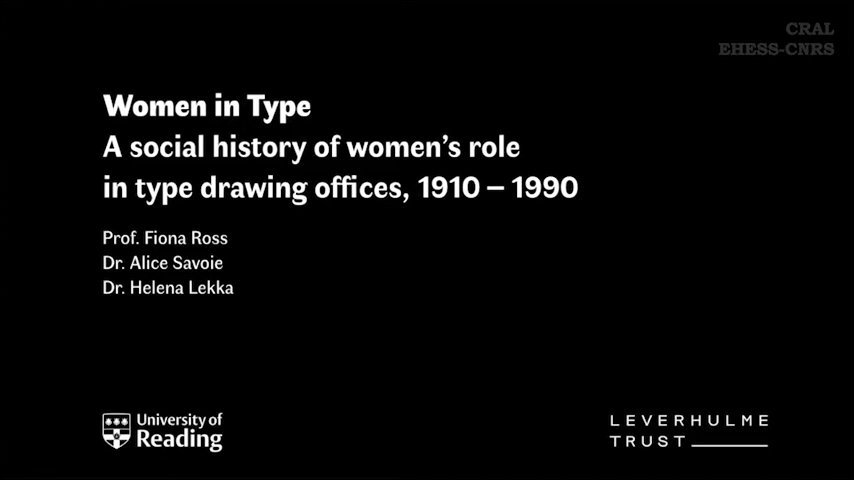 CRAL
EHESS-CNRS
Women in Type
A social history of women's role
in type drawing offices, 1910 – 1990
Prof. Fiona Ross
Dr. Alice Savoie
Dr. Helena Lekka
University of
Reading
LEVERHULME
TRUST